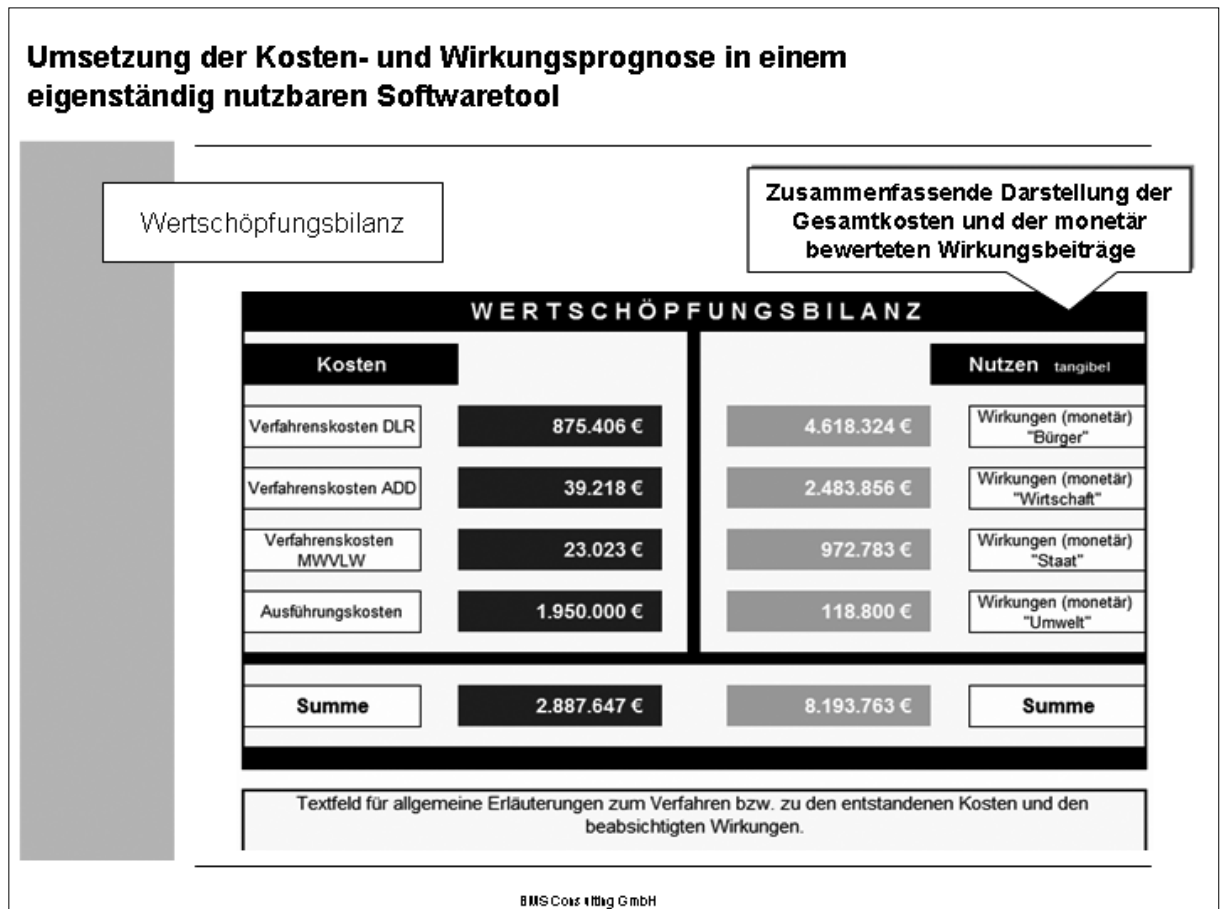 Umsetzung der Kosten- und Wirkungsprognose in einem
eigenständig nutzbaren Softwaretool
Wertschöpfungsbilanz
Zusammenfassende Darstellung der
Gesamtkosten und der monetär
bewerteten Wirkungsbeiträge
WERTSCHÖPFUNGSBILANZ
Kosten
Nutzen tangibel
Verfahrenskosten DLR 875.406 € 4.618.324 € Wirkungen (monetär)
"Bürger"
Verfahrenskosten ADD 39.218 € 2.483.856 € Wirkungen (monetär)
"Wirtschaft"
Verfahrenskosten
MWVLW 23.023 € 972.783 € Wirkungen (monetär)
"Staat"
Ausführungskosten 1.950.000 € 118.800 € Wirkungen (monetär)
"Umwelt"
Summe 2.887.647 € 8.193.763 € Summe
Textfeld für allgemeine Erläuterungen zum Verfahren bzw. zu den entstandenen Kosten und den
beabsichtigten Wirkungen.
BMS Consulting GmbH